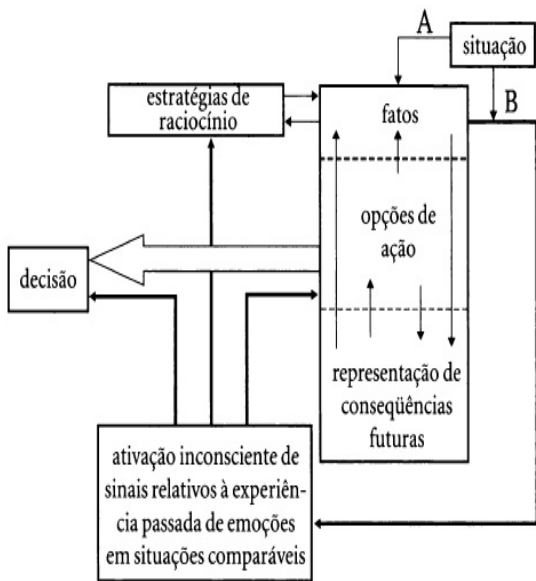 A
situação
B
estratégias de
raciocínio
fatos
opções de
ação
decisão
representação de
conseqüências
futuras
ativação inconsciente de
sinais relativos à experiên-
cia passada de emoções
em situações comparáveis